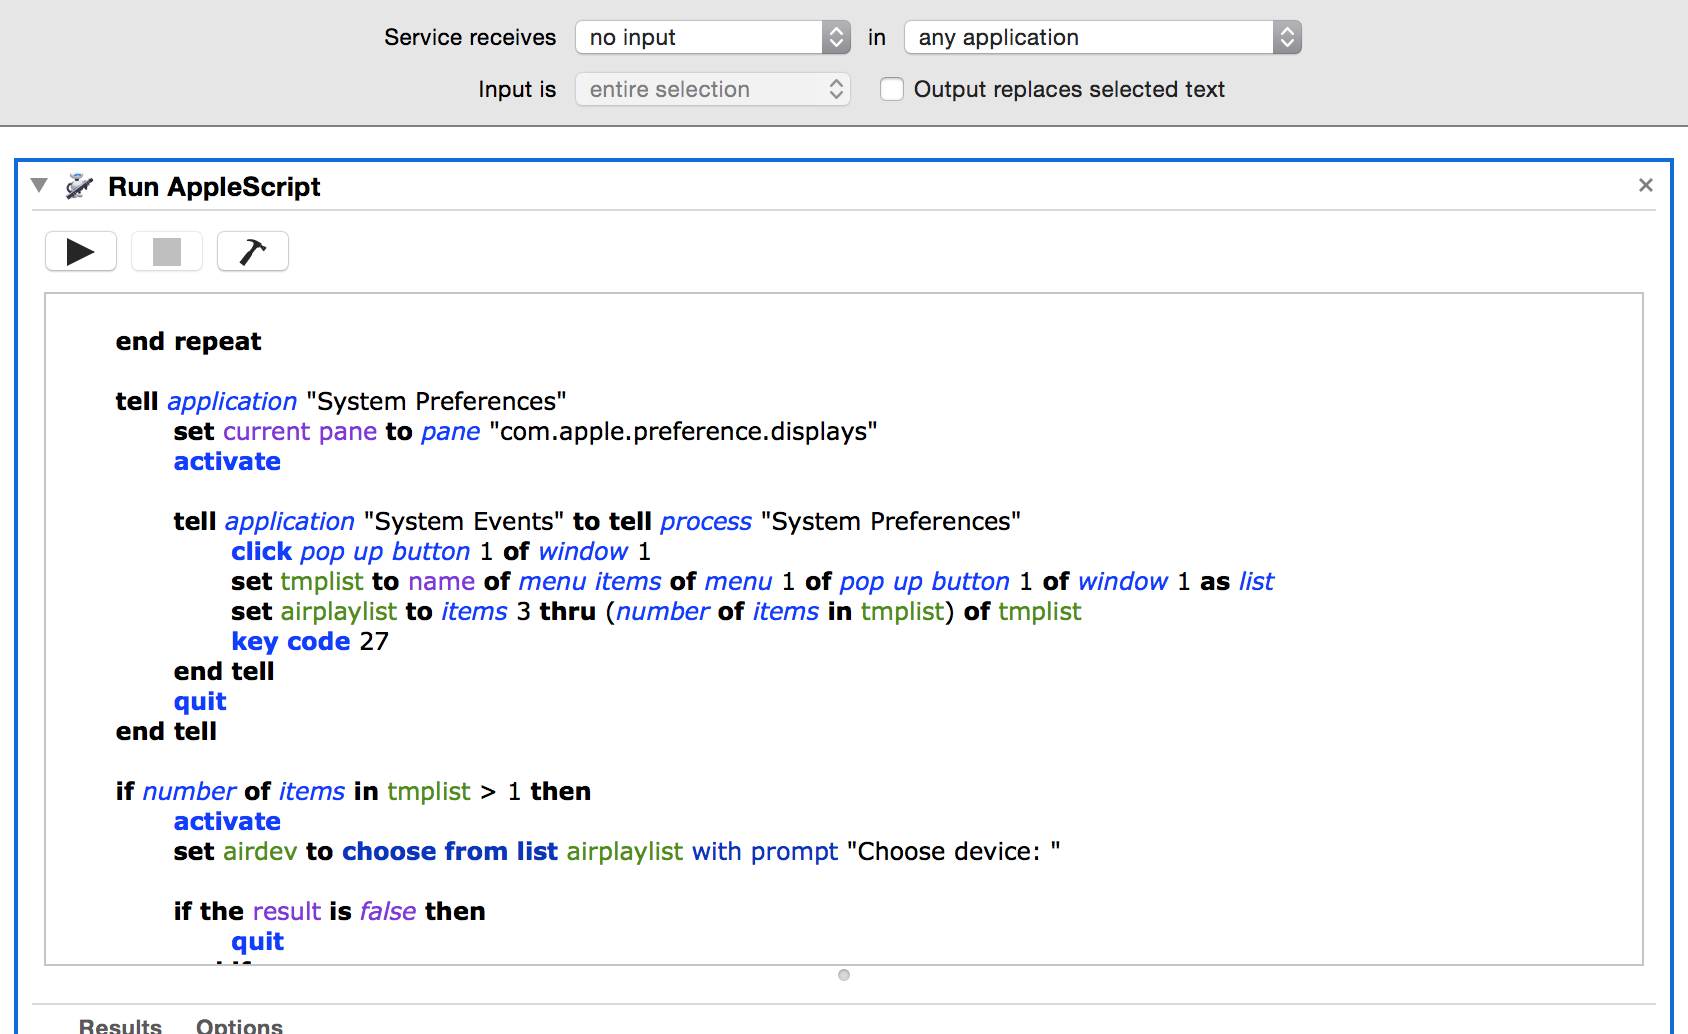 Service receives no input in any application
Input is entire selection Output replaces selected text
Run AppleScript
end repeat
tell application "System Preferences"
set current pane to pane "com.apple.preference.displays"
activate
tell application "System Events" to tell process "System Preferences"
click pop up button 1 of window 1
set tmplist to name of menu items of menu 1 of pop up button 1 of window 1 as list
set airplaylist to items 3 thru (number of items in tmplist) of tmplist
key code 27
end tell
quit
end tell
if number of items in tmplist > 1 then
activate
set airdev to choose from list airplaylist with prompt "Choose device: "
if the result is false then
quit
Results Options